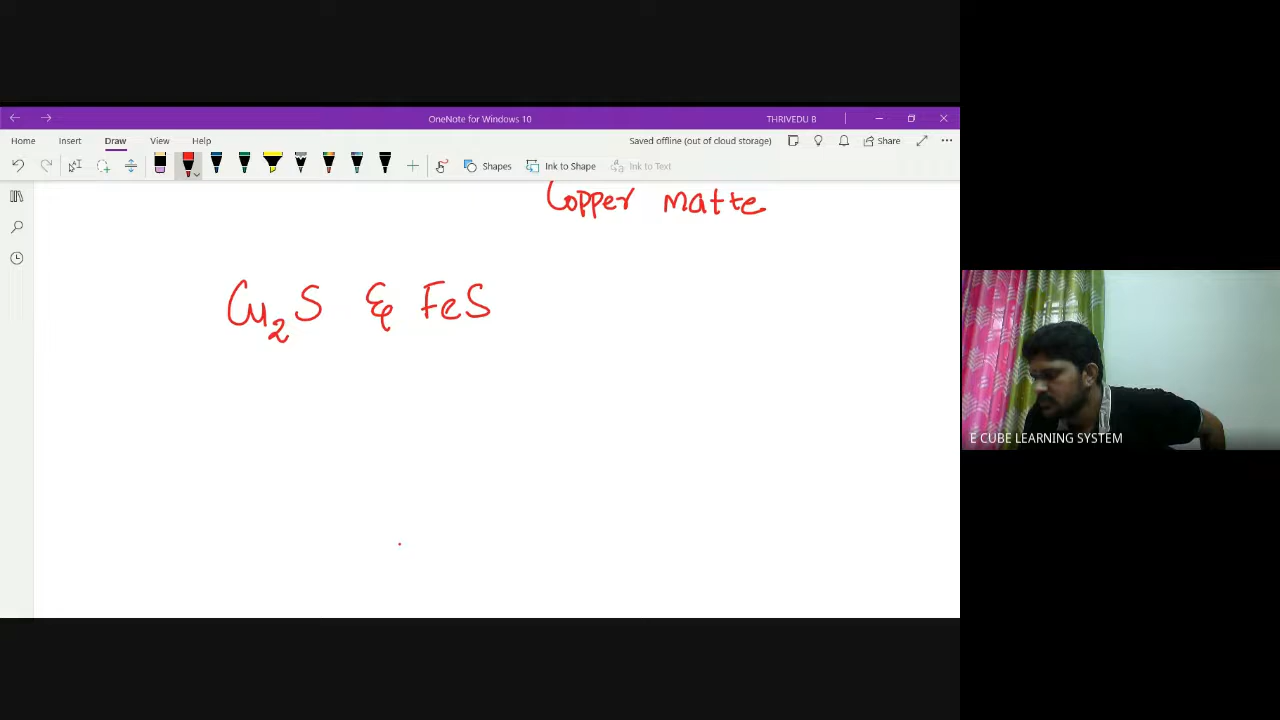 OneNote for Windows 10
THRIVEDU B
Home Insert Draw View Help
Saved offline (out of cloud storage)
Share
Shapes
Ink to Shape
Ink to Text
Copper matte
Cu₂S & FeS
E CUBE LEARNING SYSTEM